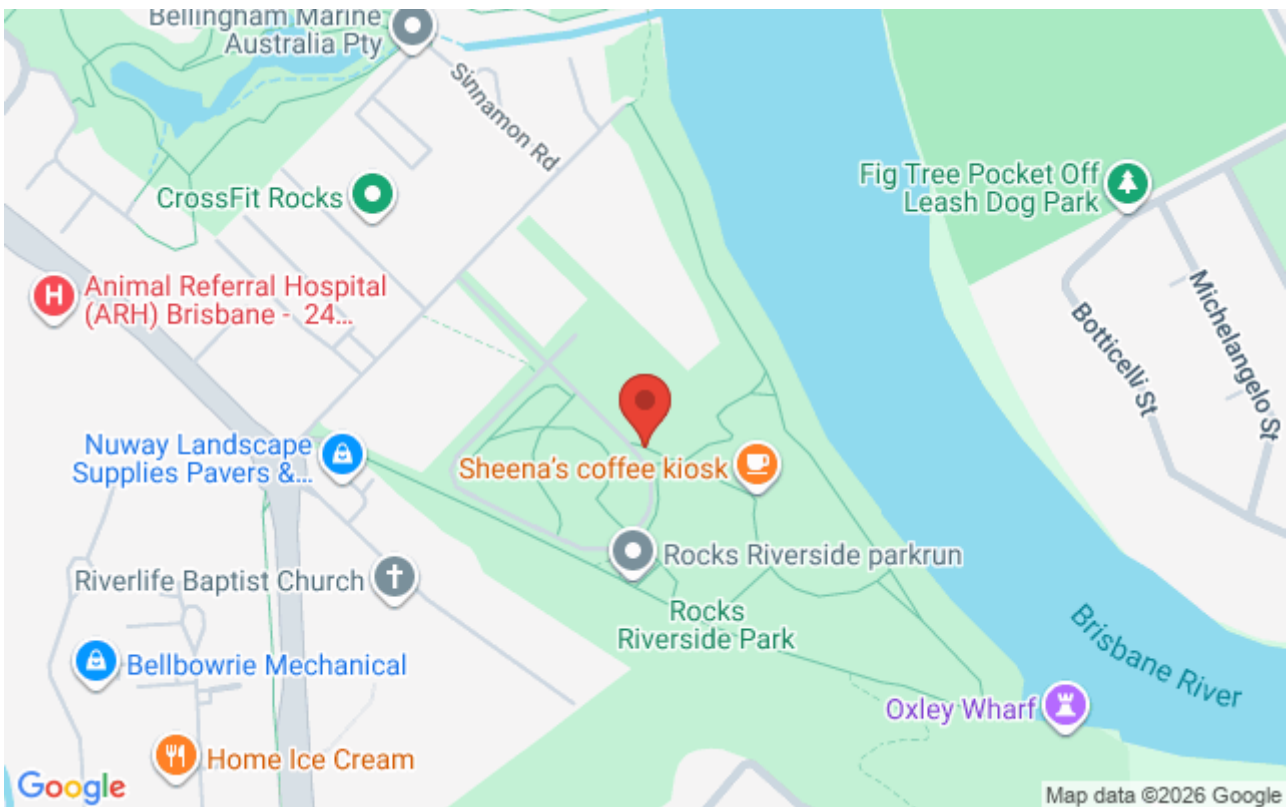 Bellingham Marine
Australia Pty
Sinnamon Rd
CrossFit Rocks
Fig Tree Pocket Off
Leash Dog Park
Animal Referral Hospital
(ARH) Brisbane - 24...
Michelangelo St
Botticelli St
Nuway Landscape
Supplies Pavers &...
Sheena's coffee kiosk
Rocks Riverside parkrun
Riverlife Baptist Church
Rocks
Riverside Park
Brisbane River
Bellbowrie Mechanical
Oxley Wharf
Home Ice Cream
Google
Map data ©2026 Google